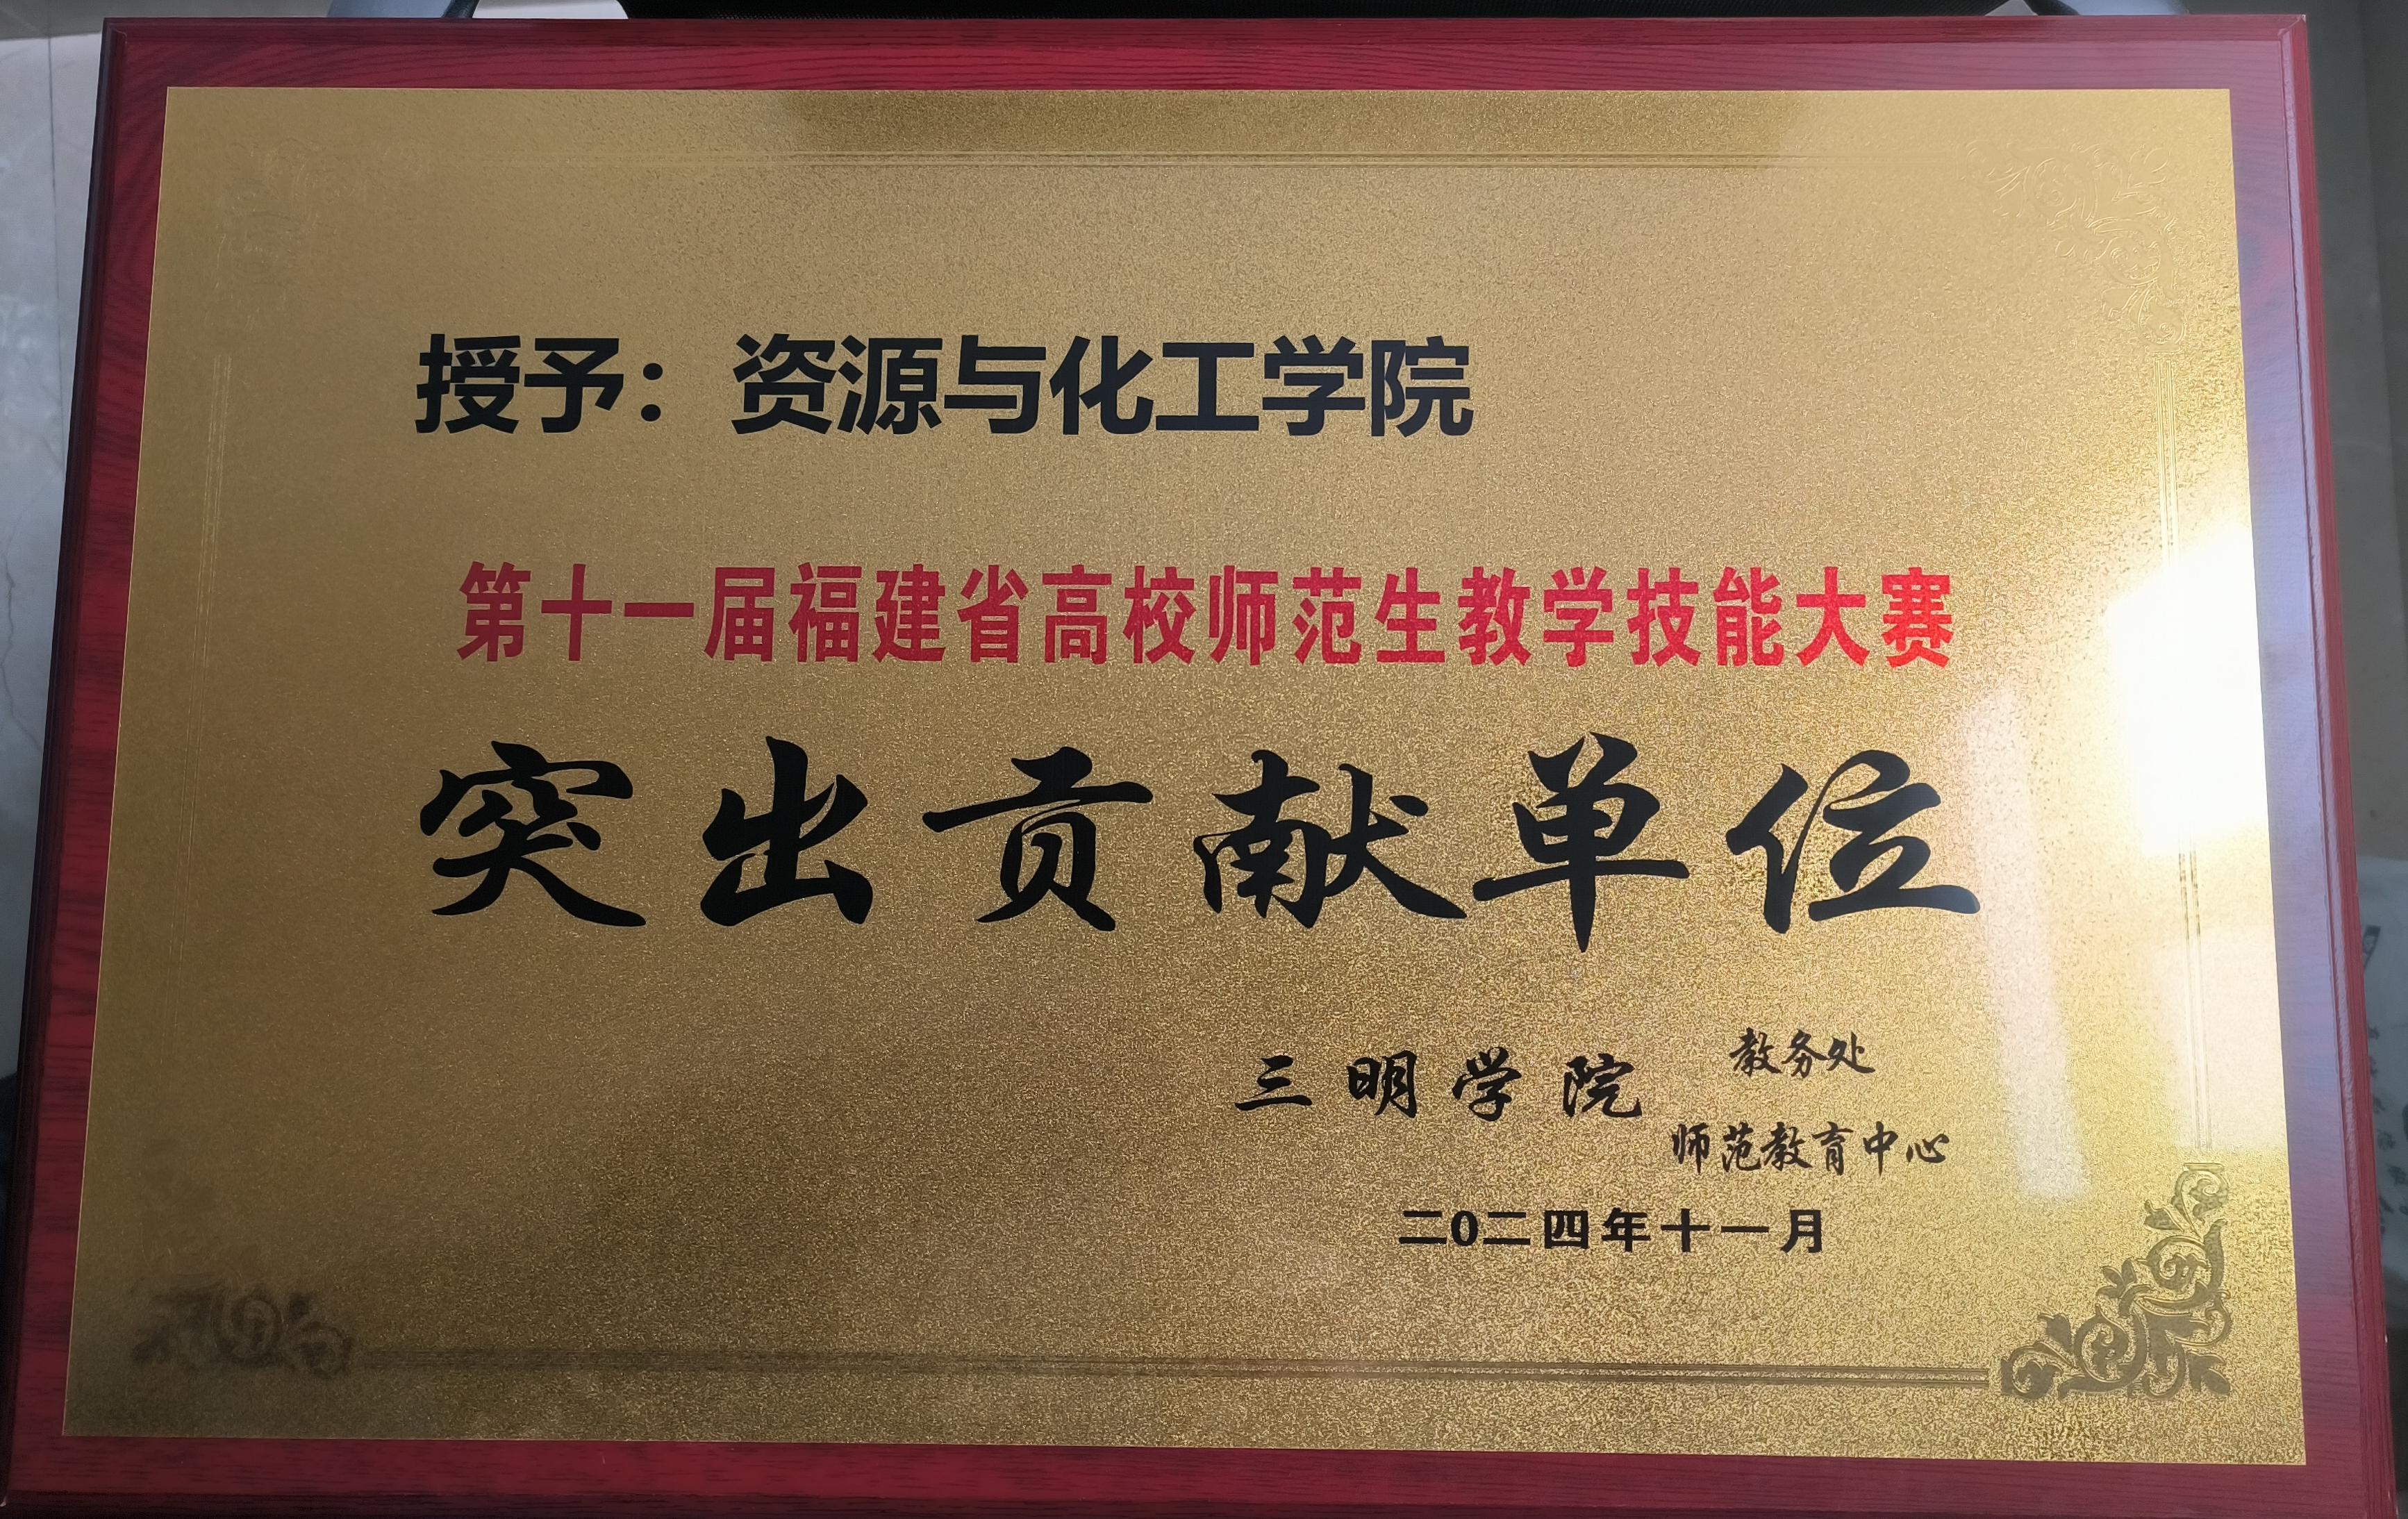 授予：资源与化工学院
第十一届福建省高校师范生教学技能大赛
突出贡献单位
三明学院 教务处
师范教育中心
二0二四年十一月